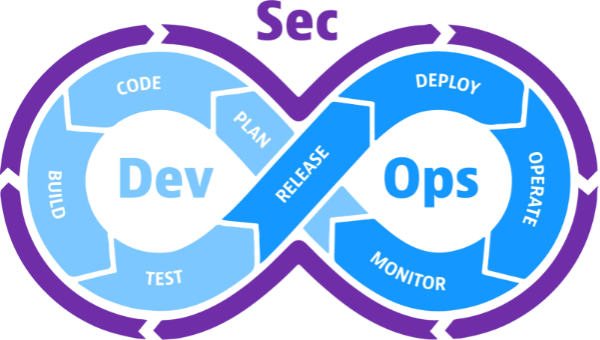 Sec
CODE
PLAN
DEPLOY
BUILD
Dev
RELEASE
Ops
OPERATE
TEST
MONITOR